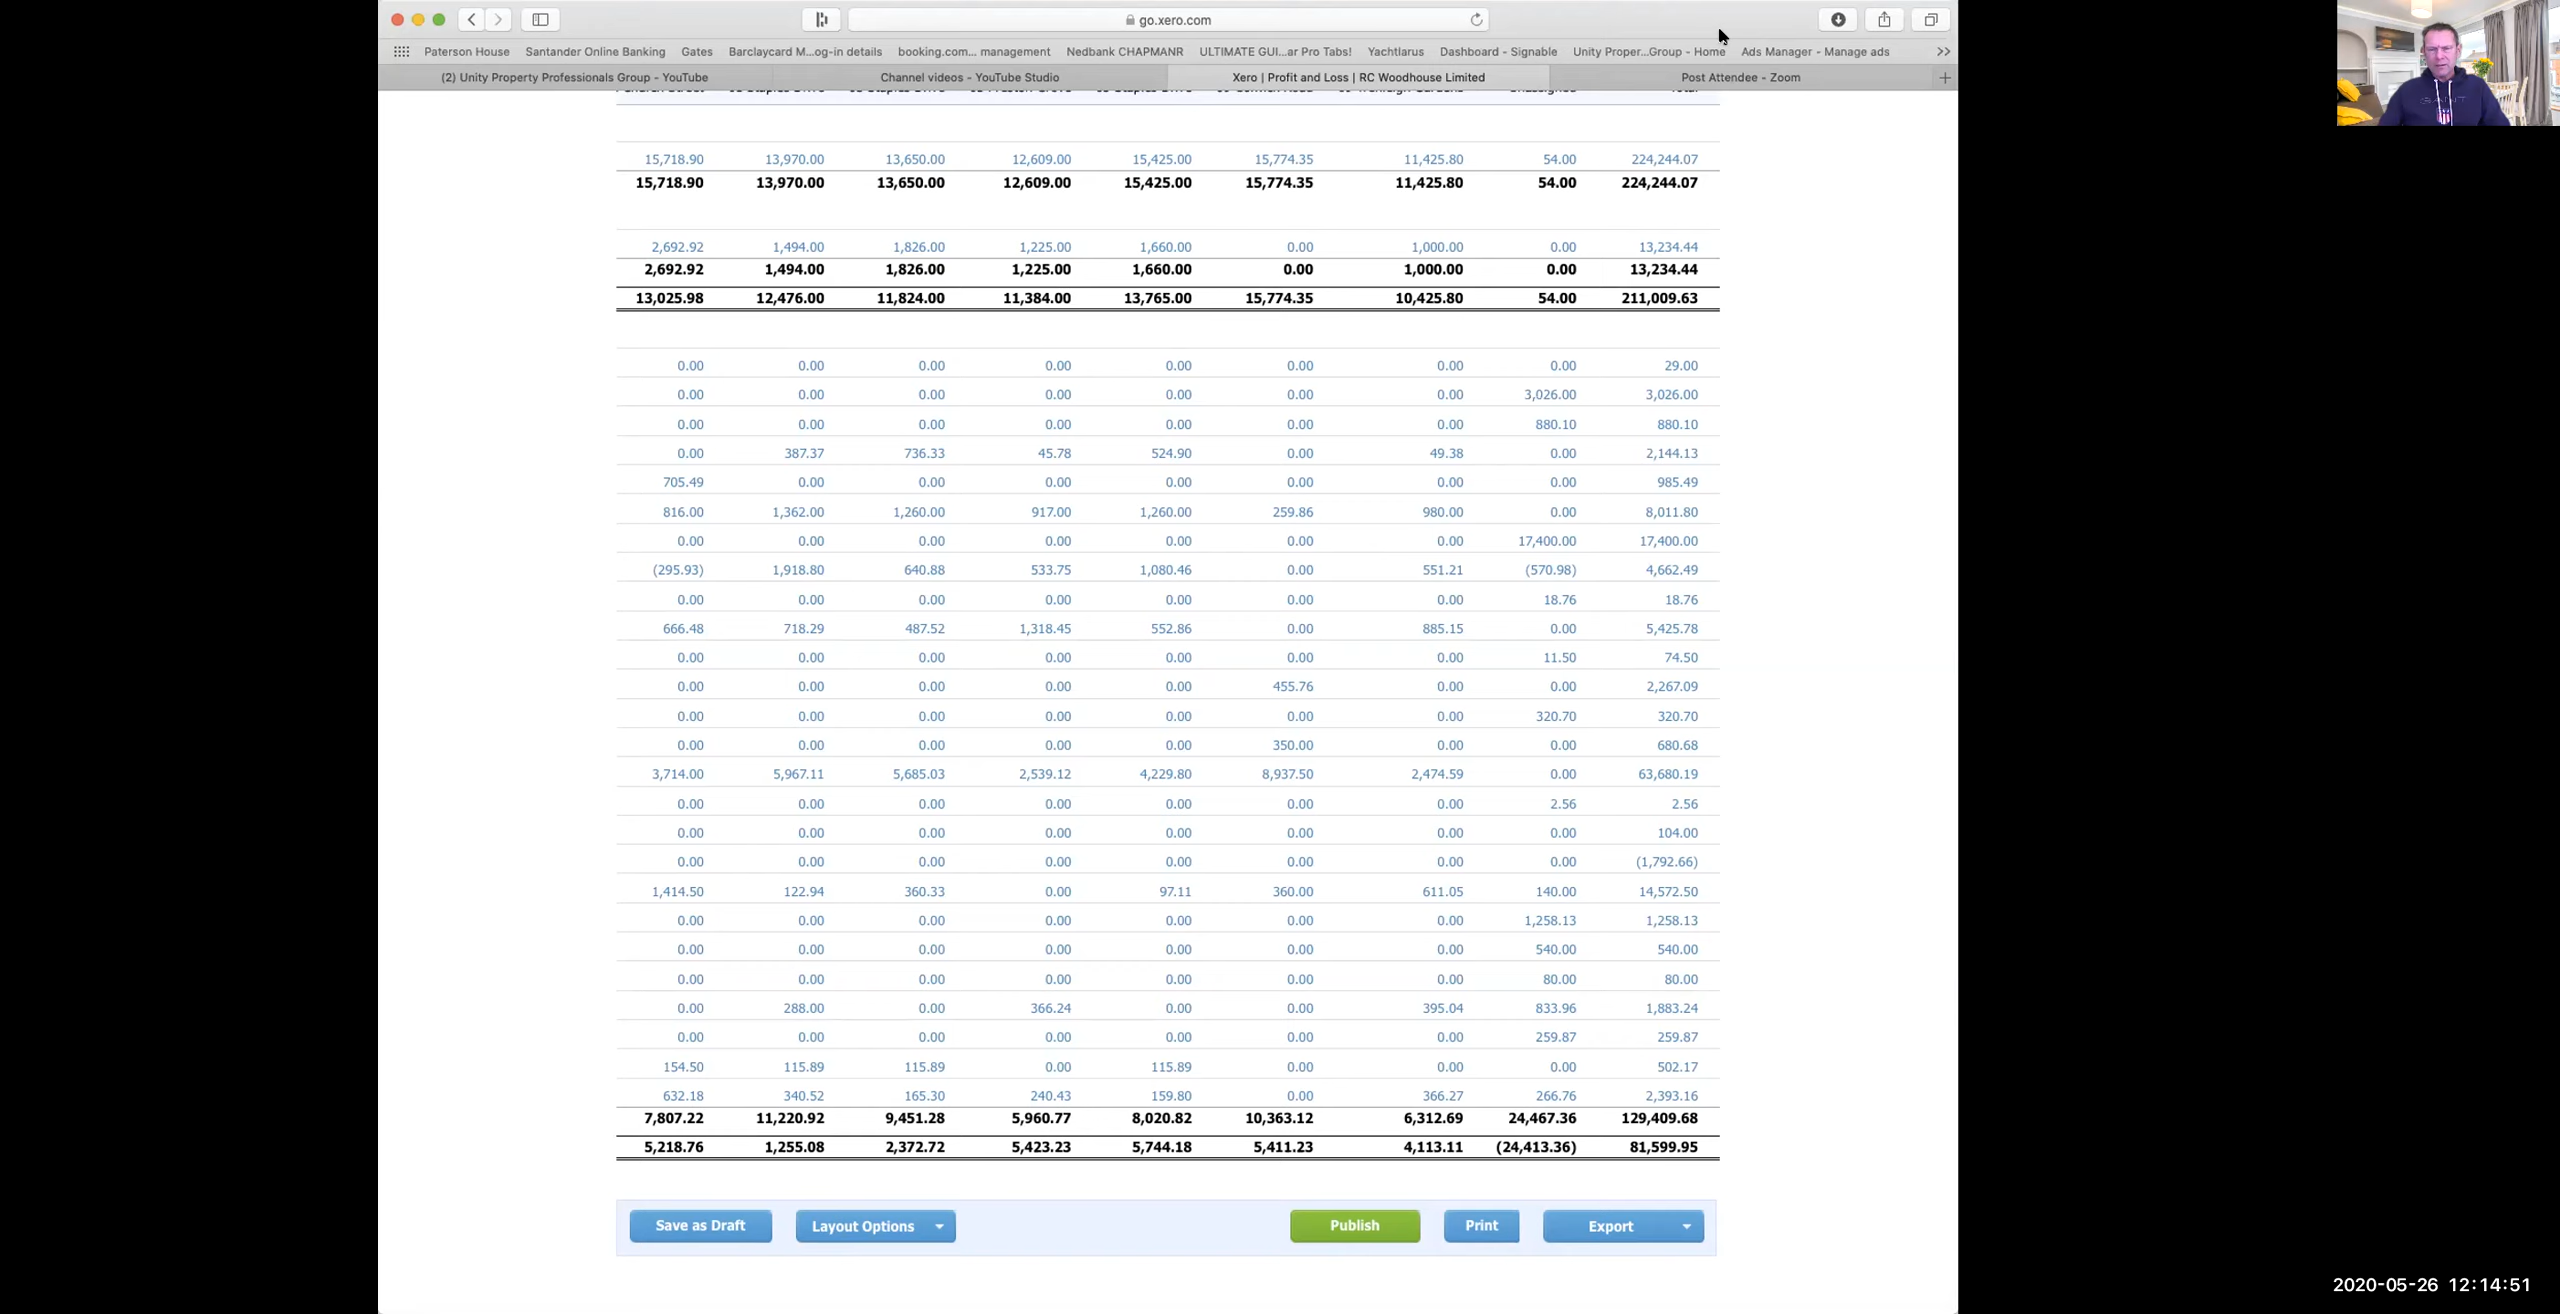 go.xero.com
Paterson House Santander Online Banking Gates Barclaycard M...og-in details booking.com... management Nedbank CHAPMANR ULTIMATE GUI...ar Pro Tabs! Yachtlarus Dashboard - Signable Unity Proper...Group - Home Ads Manager - Manage ads
(2) Unity Property Professionals Group - YouTube Channel videos - YouTube Studio Xero | Profit and Loss | RC Woodhouse Limited Post Attendee - Zoom
15,718.90 13,970.00 13,650.00 12,609.00 15,425.00 15,774.35 11,425.80 54.00 224,244.07
15,718.90 13,970.00 13,650.00 12,609.00 15,425.00 15,774.35 11,425.80 54.00 224,244.07
2,692.92 1,494.00 1,826.00 1,225.00 1,660.00 0.00 1,000.00 0.00 13,234.44
2,692.92 1,494.00 1,826.00 1,225.00 1,660.00 0.00 1,000.00 0.00 13,234.44
13,025.98 12,476.00 11,824.00 11,384.00 13,765.00 15,774.35 10,425.80 54.00 211,009.63
0.00 0.00 0.00 0.00 0.00 0.00 0.00 0.00 29.00
0.00 0.00 0.00 0.00 0.00 0.00 0.00 3,026.00 3,026.00
0.00 0.00 0.00 0.00 0.00 0.00 0.00 880.10 880.10
0.00 387.37 736.33 45.78 524.90 0.00 49.38 0.00 2,144.13
705.49 0.00 0.00 0.00 0.00 0.00 0.00 0.00 985.49
816.00 1,362.00 1,260.00 917.00 1,260.00 259.86 980.00 0.00 8,011.80
0.00 0.00 0.00 0.00 0.00 0.00 0.00 17,400.00 17,400.00
(295.93) 1,918.80 640.88 533.75 1,080.46 0.00 551.21 (570.98) 4,662.49
0.00 0.00 0.00 0.00 0.00 0.00 0.00 18.76 18.76
666.48 718.29 487.52 1,318.45 552.86 0.00 885.15 0.00 5,425.78
0.00 0.00 0.00 0.00 0.00 0.00 0.00 11.50 74.50
0.00 0.00 0.00 0.00 0.00 455.76 0.00 0.00 2,267.09
0.00 0.00 0.00 0.00 0.00 0.00 0.00 320.70 320.70
0.00 0.00 0.00 0.00 0.00 350.00 0.00 0.00 680.68
3,714.00 5,967.11 5,685.03 2,539.12 4,229.80 8,937.50 2,474.59 0.00 63,680.19
0.00 0.00 0.00 0.00 0.00 0.00 0.00 2.56 2.56
0.00 0.00 0.00 0.00 0.00 0.00 0.00 0.00 104.00
0.00 0.00 0.00 0.00 0.00 0.00 0.00 0.00 (1,792.66)
1,414.50 122.94 360.33 0.00 97.11 360.00 611.05 140.00 14,572.50
0.00 0.00 0.00 0.00 0.00 0.00 0.00 1,258.13 1,258.13
0.00 0.00 0.00 0.00 0.00 0.00 0.00 540.00 540.00
0.00 0.00 0.00 0.00 0.00 0.00 0.00 80.00 80.00
0.00 288.00 0.00 366.24 0.00 0.00 395.04 833.96 1,883.24
0.00 0.00 0.00 0.00 0.00 0.00 0.00 259.87 259.87
154.50 115.89 115.89 0.00 115.89 0.00 0.00 0.00 502.17
632.18 340.52 165.30 240.43 159.80 0.00 366.27 266.76 2,393.16
7,807.22 11,220.92 9,451.28 5,960.77 8,020.82 10,363.12 6,312.69 24,467.36 129,409.68
5,218.76 1,255.08 2,372.72 5,423.23 5,744.18 5,411.23 4,113.11 (24,413.36) 81,599.95
Save as Draft Layout Options Publish Print Export
2020-05-26 12:14:51